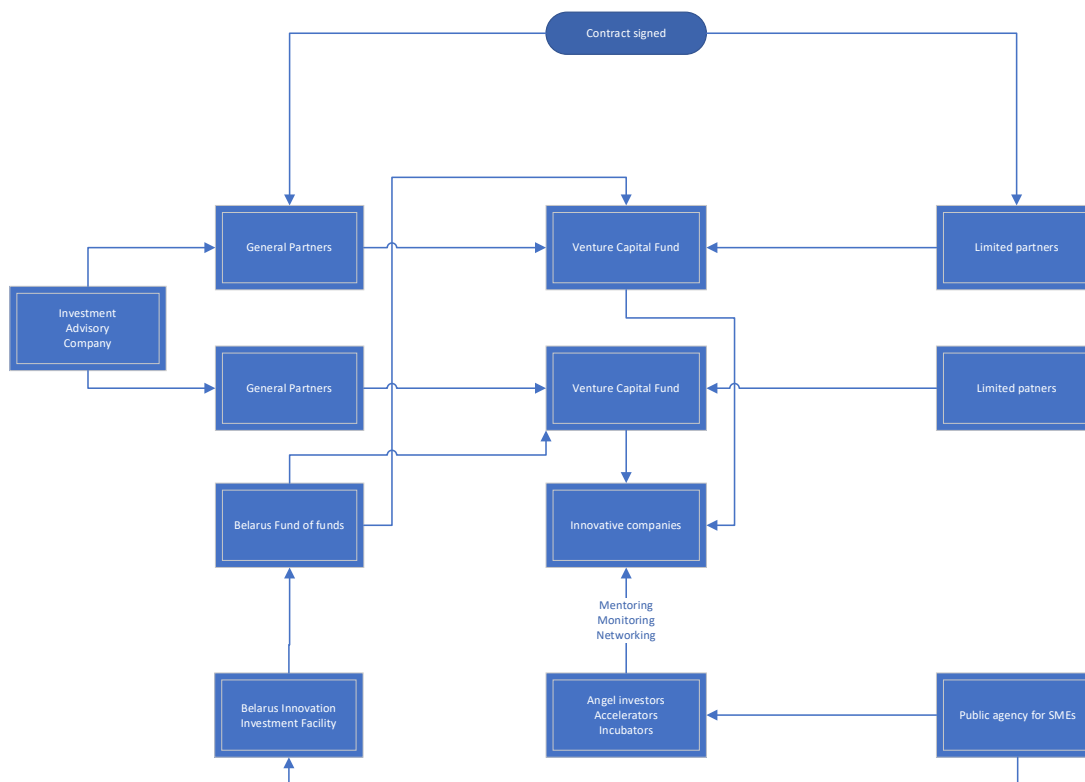 Contract signed
General Partners
Venture Capital Fund
Limited partners
Investment
Advisory
Company
General Partners
Venture Capital Fund
Limited patners
Belarus Fund of funds
Innovative companies
Mentoring
Monitoring
Networking
Belarus Innovation
Investment Facility
Angel investors
Accelerators
Incubators
Public agency for SMEs